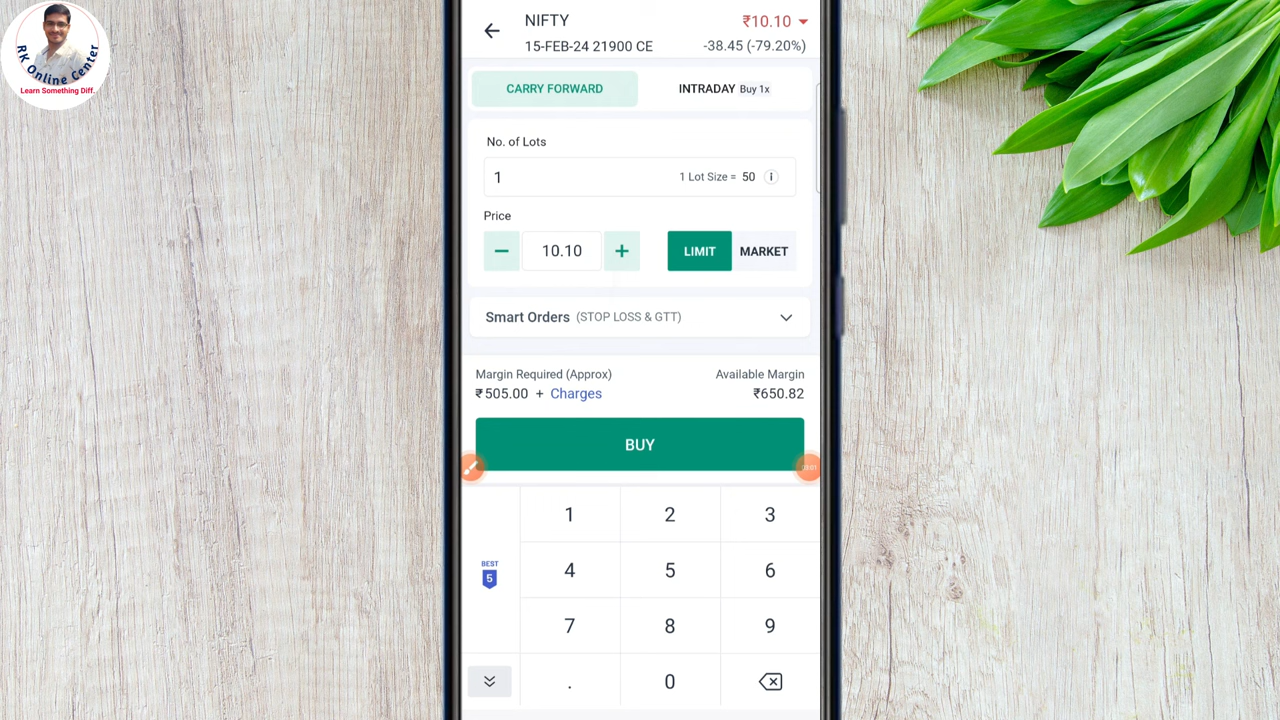 RK Online Center
Learn Something Diff..
NIFTY
₹10.10
15-FEB-24 21900 CE
-38.45 (-79.20%)
CARRY FORWARD
INTRADAY Buy 1x
No. of Lots
1
1 Lot Size = 50 i
Price
− 10.10 +
LIMIT
MARKET
Smart Orders (STOP LOSS & GTT)
Margin Required (Approx)
Available Margin
₹505.00 + Charges
₹650.82
BUY
1 2 3
BEST
5
4 5 6
7 8 9
. 0